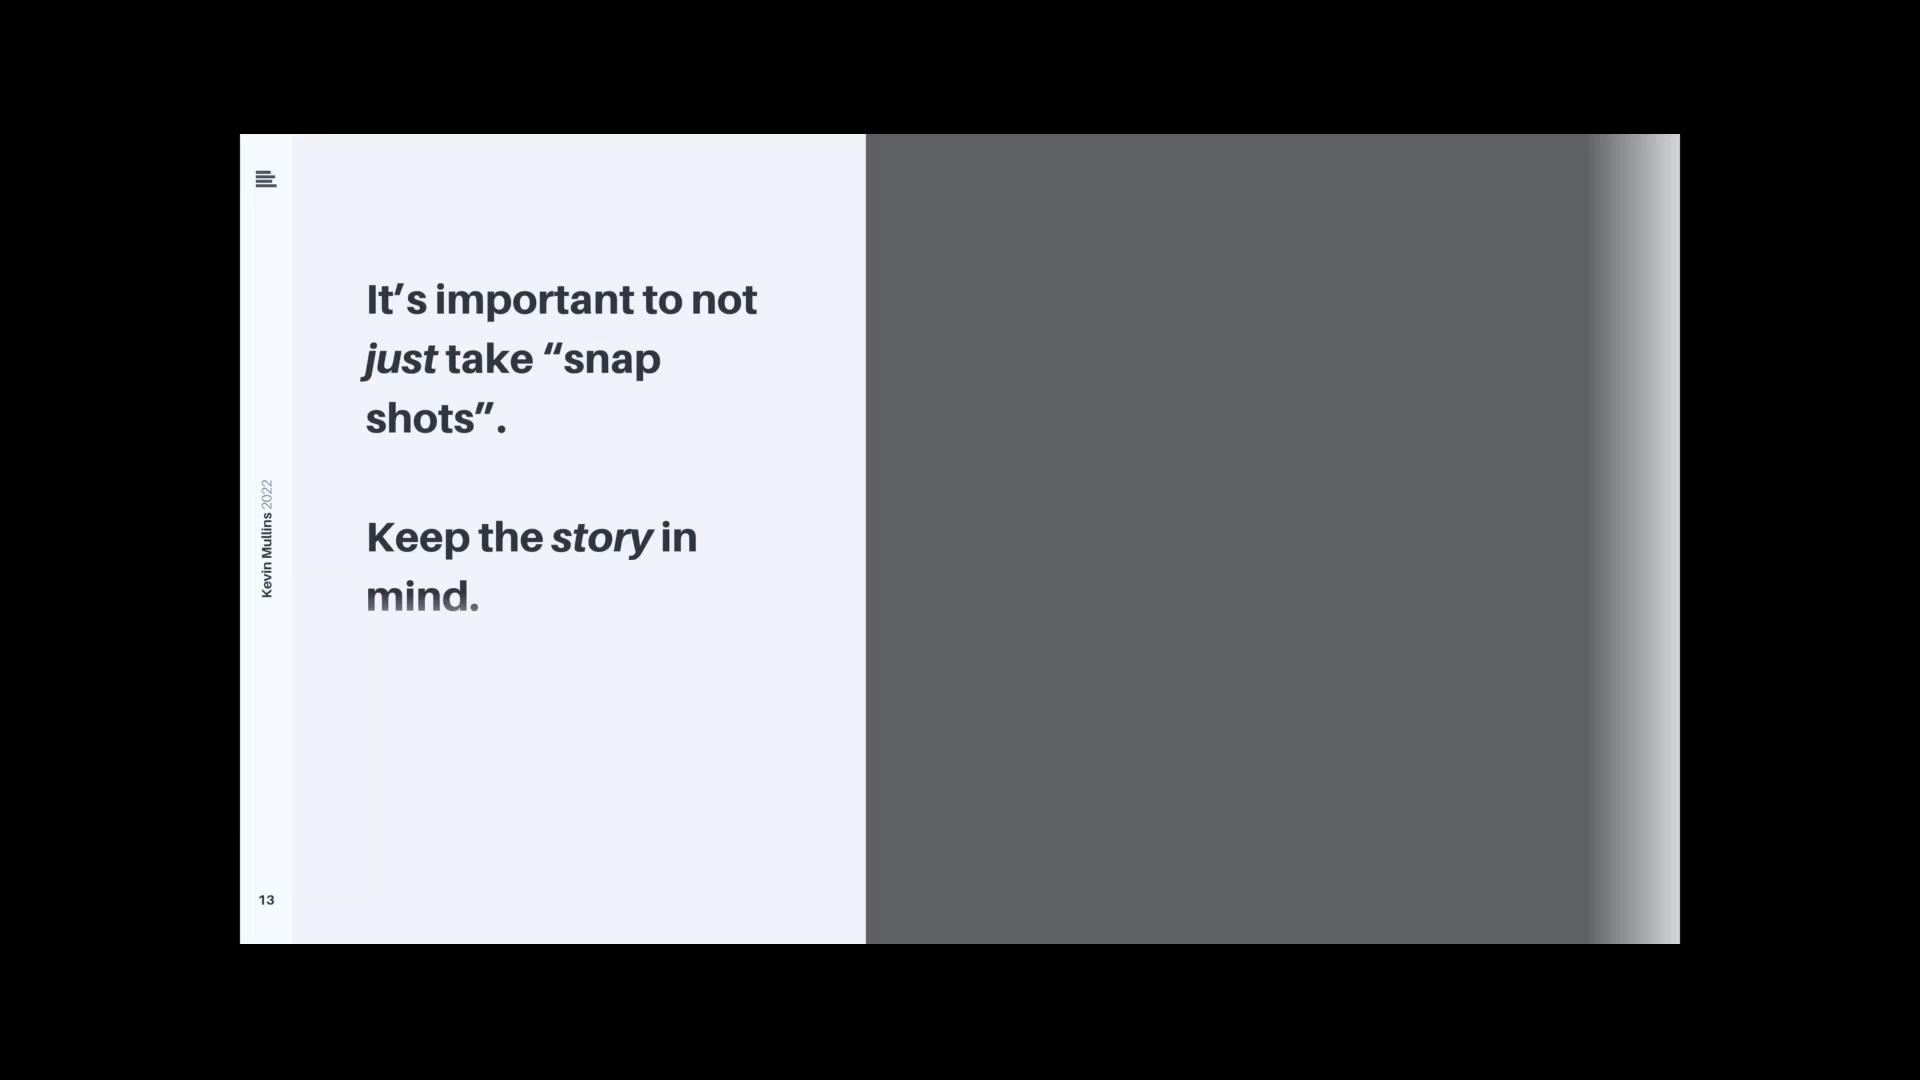 It’s important to not
just take “snap
shots”.
Keep the story in
mind.
Kevin Mullins 2022
13